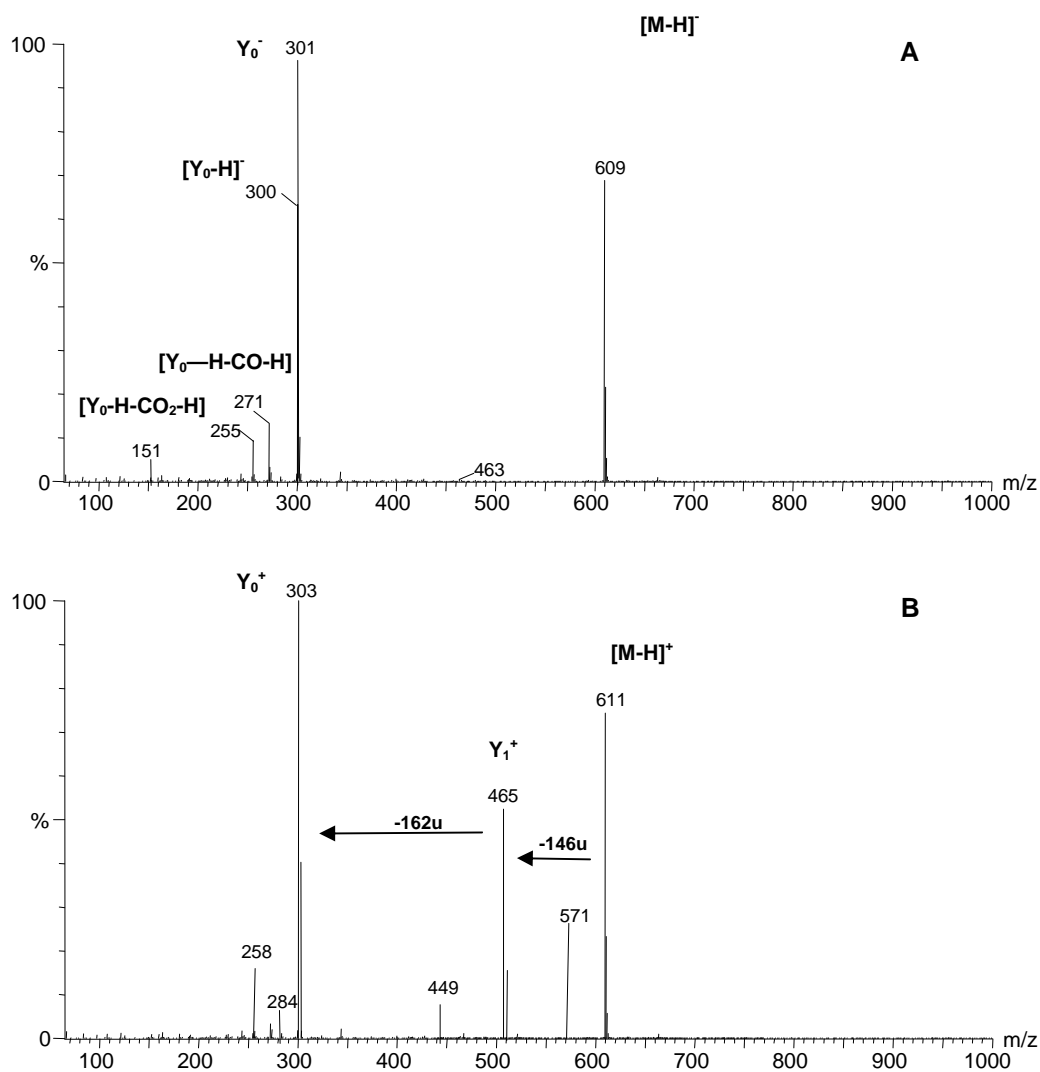 [M-H]⁻
100
Y₀⁻ 301
A
[Y₀-H]⁻
609
300
%
[Y₀—H-CO-H]
[Y₀-H-CO₂-H]
271
255
151
463
0
100 200 300 400 500 600 700 800 900 1000 m/z
Y₀⁺ 303
100
B
[M-H]⁺
611
Y₁⁺
465
% -162u
-146u
571
258
449
284
0
100 200 300 400 500 600 700 800 900 1000 m/z